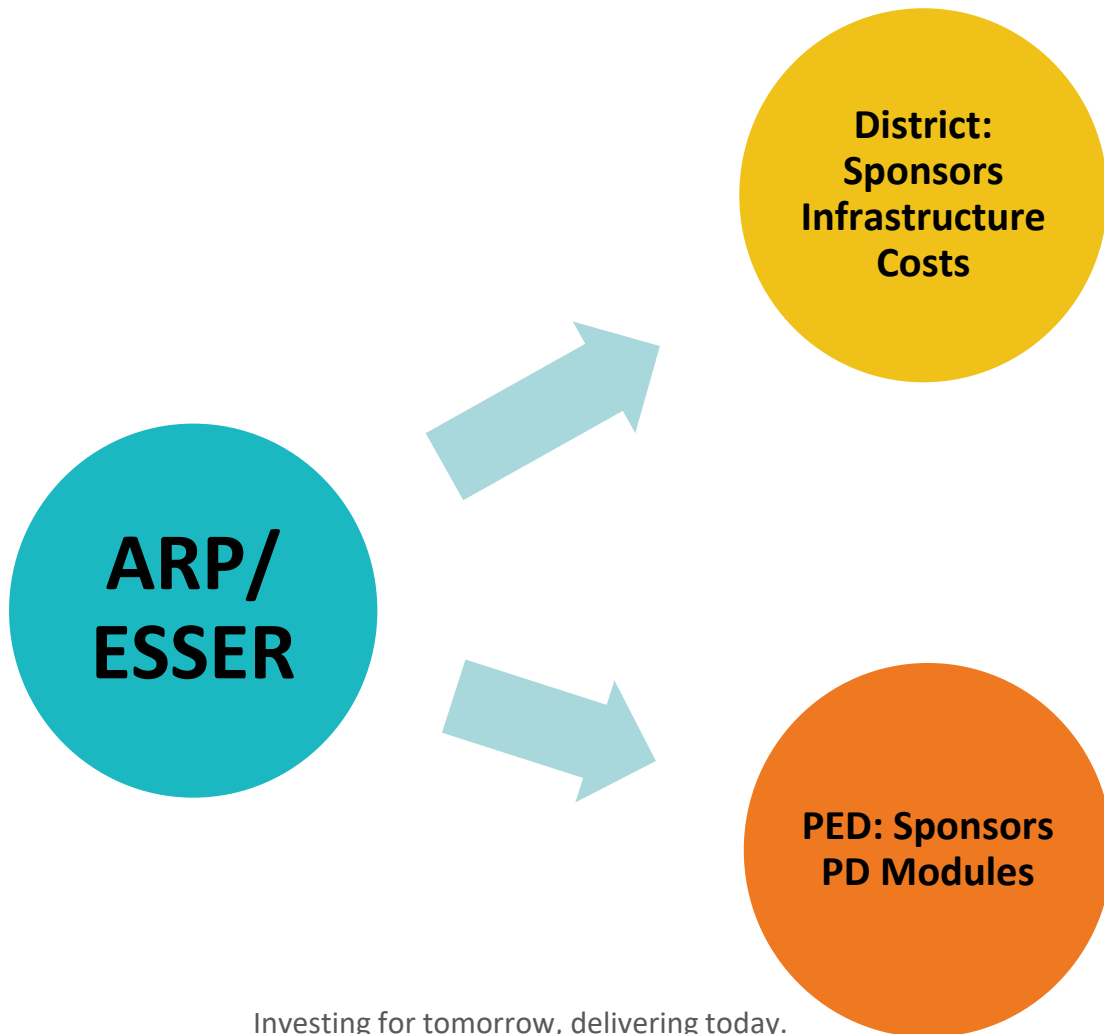 District:
Sponsors
Infrastructure
Costs
ARP/
ESSER
PED: Sponsors
PD Modules
Investing for tomorrow, delivering today.